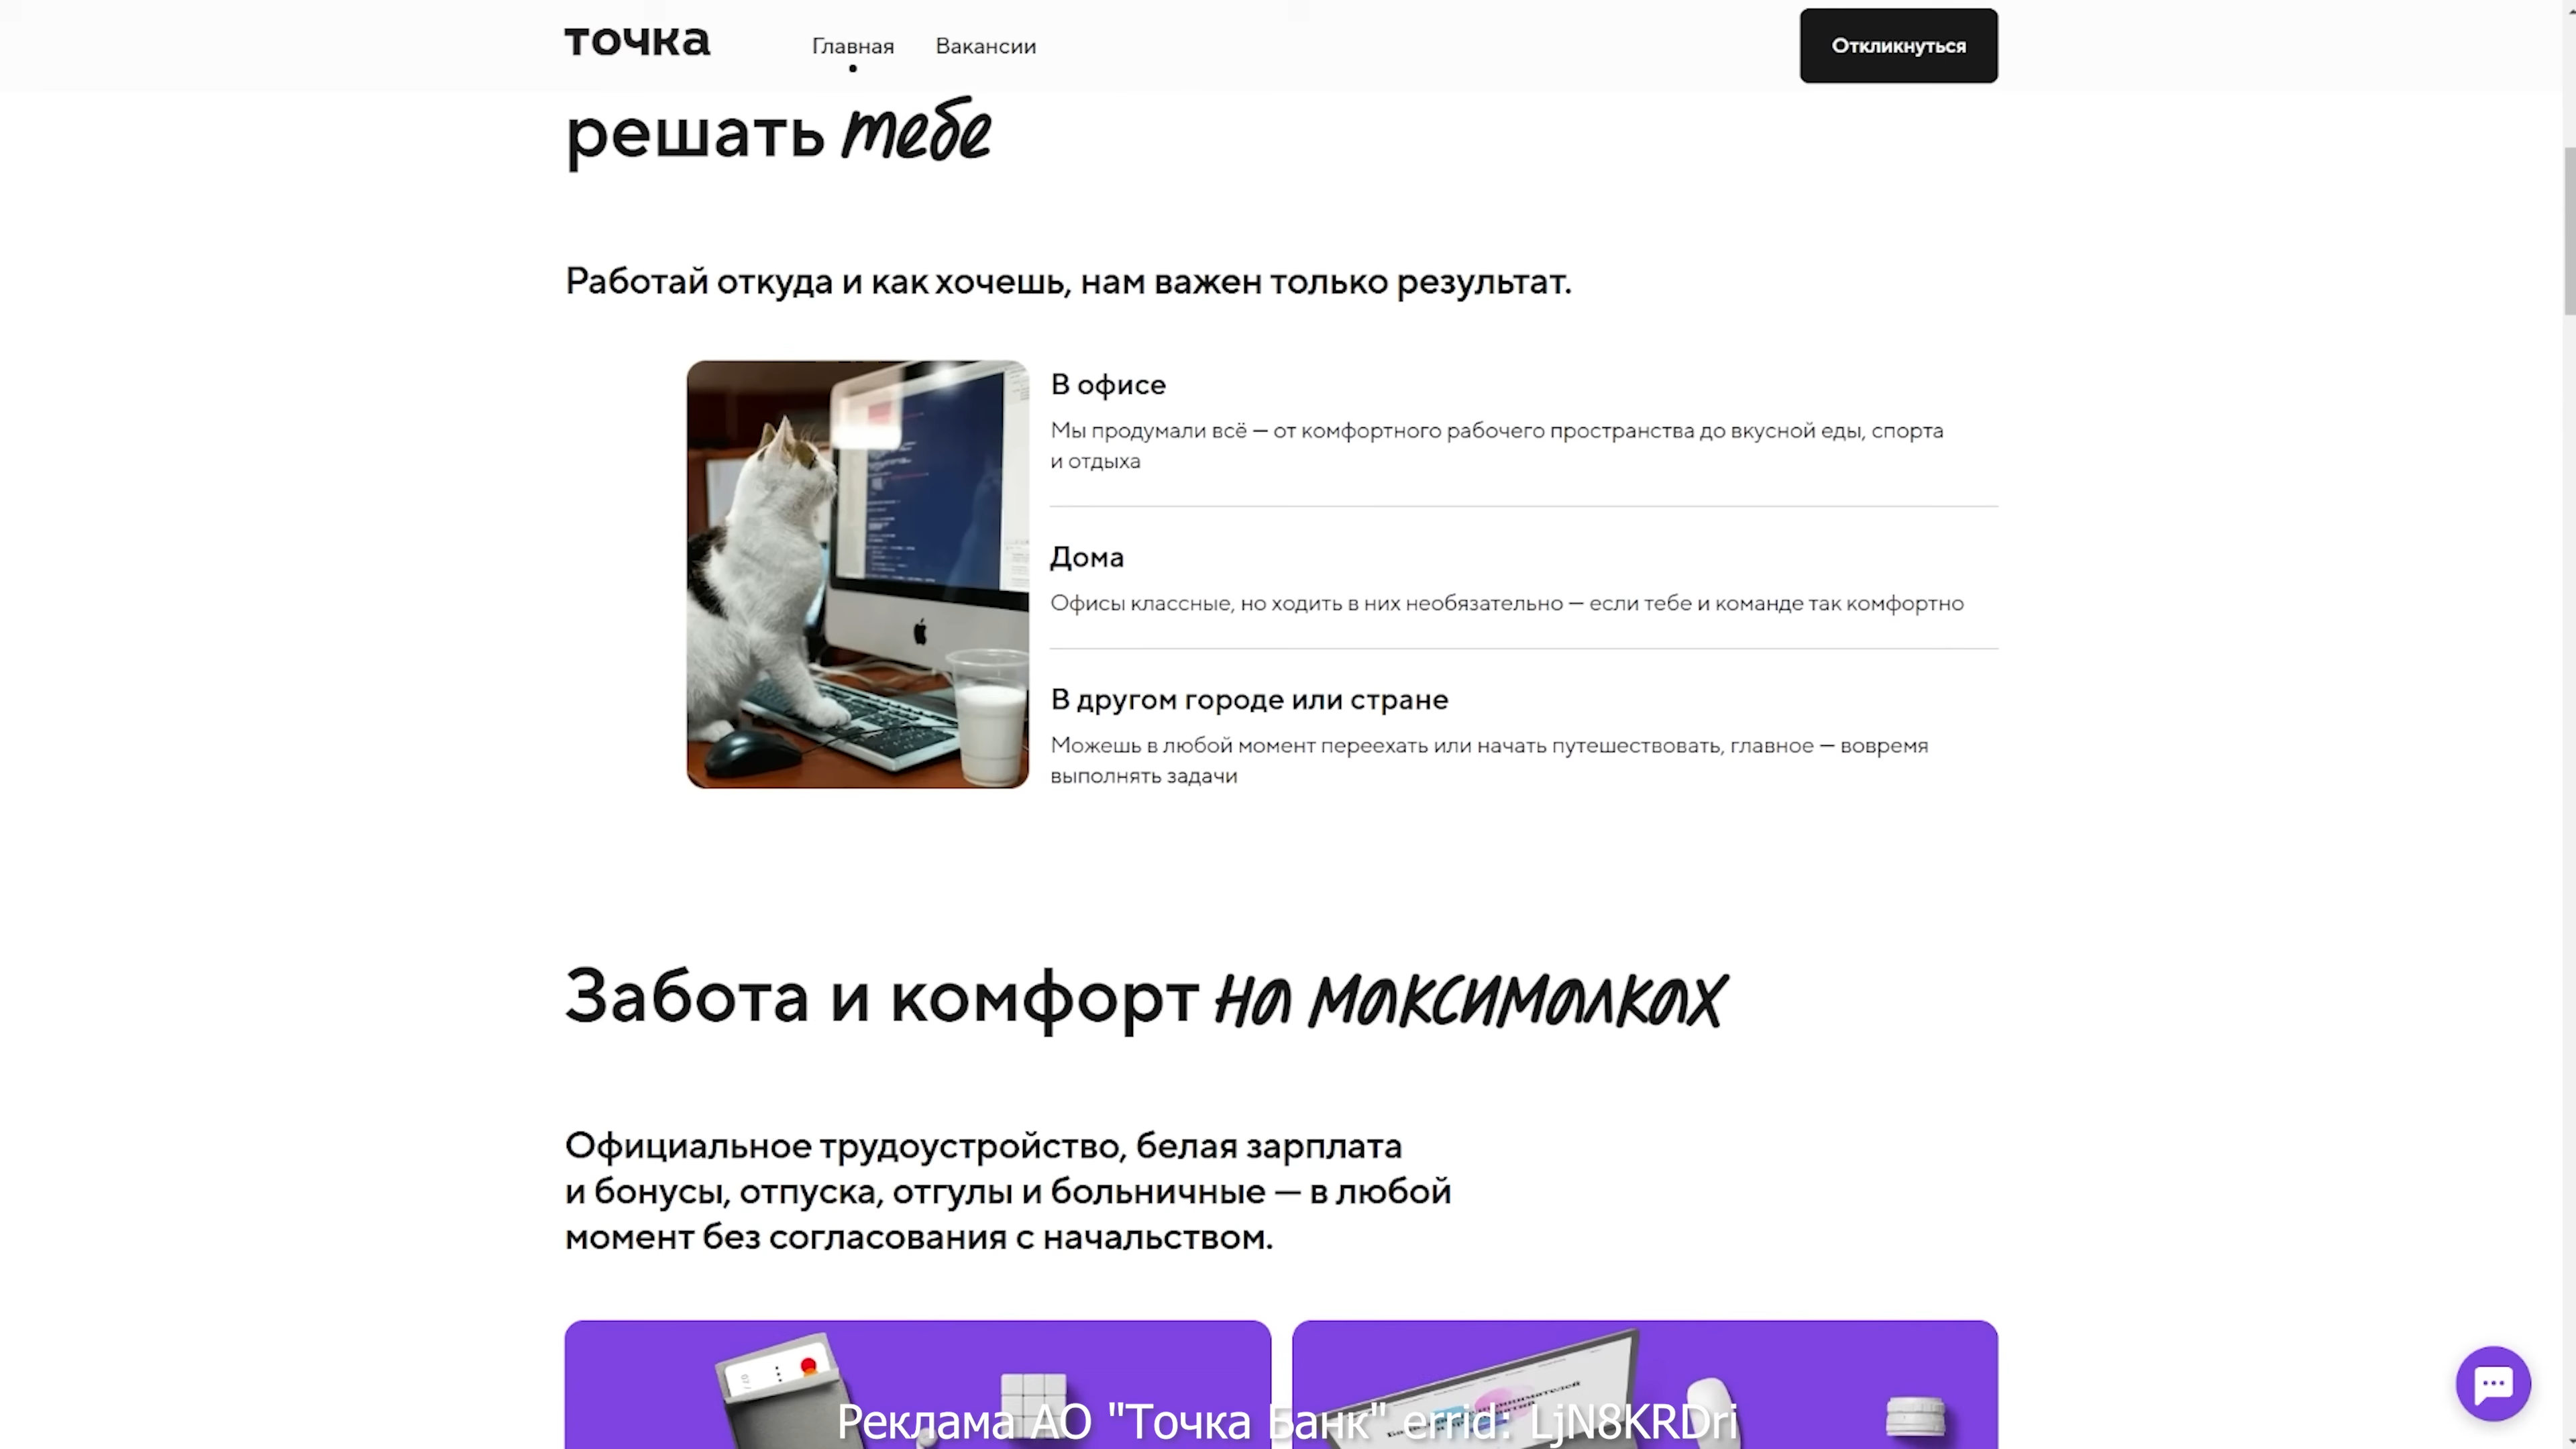 точка
Главная
Вакансии
Откликнуться
решать тебе
Работай откуда и как хочешь, нам важен только результат.
В офисе
Мы продумали всё — от комфортного рабочего пространства до вкусной еды, спорта
и отдыха
Дома
Офисы классные, но ходить в них необязательно — если тебе и команде так комфортно
В другом городе или стране
Можешь в любой момент переехать или начать путешествовать, главное — вовремя
выполнять задачи
Забота и комфорт на максималках
Официальное трудоустройство, белая зарплата
и бонусы, отпуска, отгулы и больничные — в любой
момент без согласования с начальством.
Реклама АО "Точка Банк" errid: LjN8KRDri